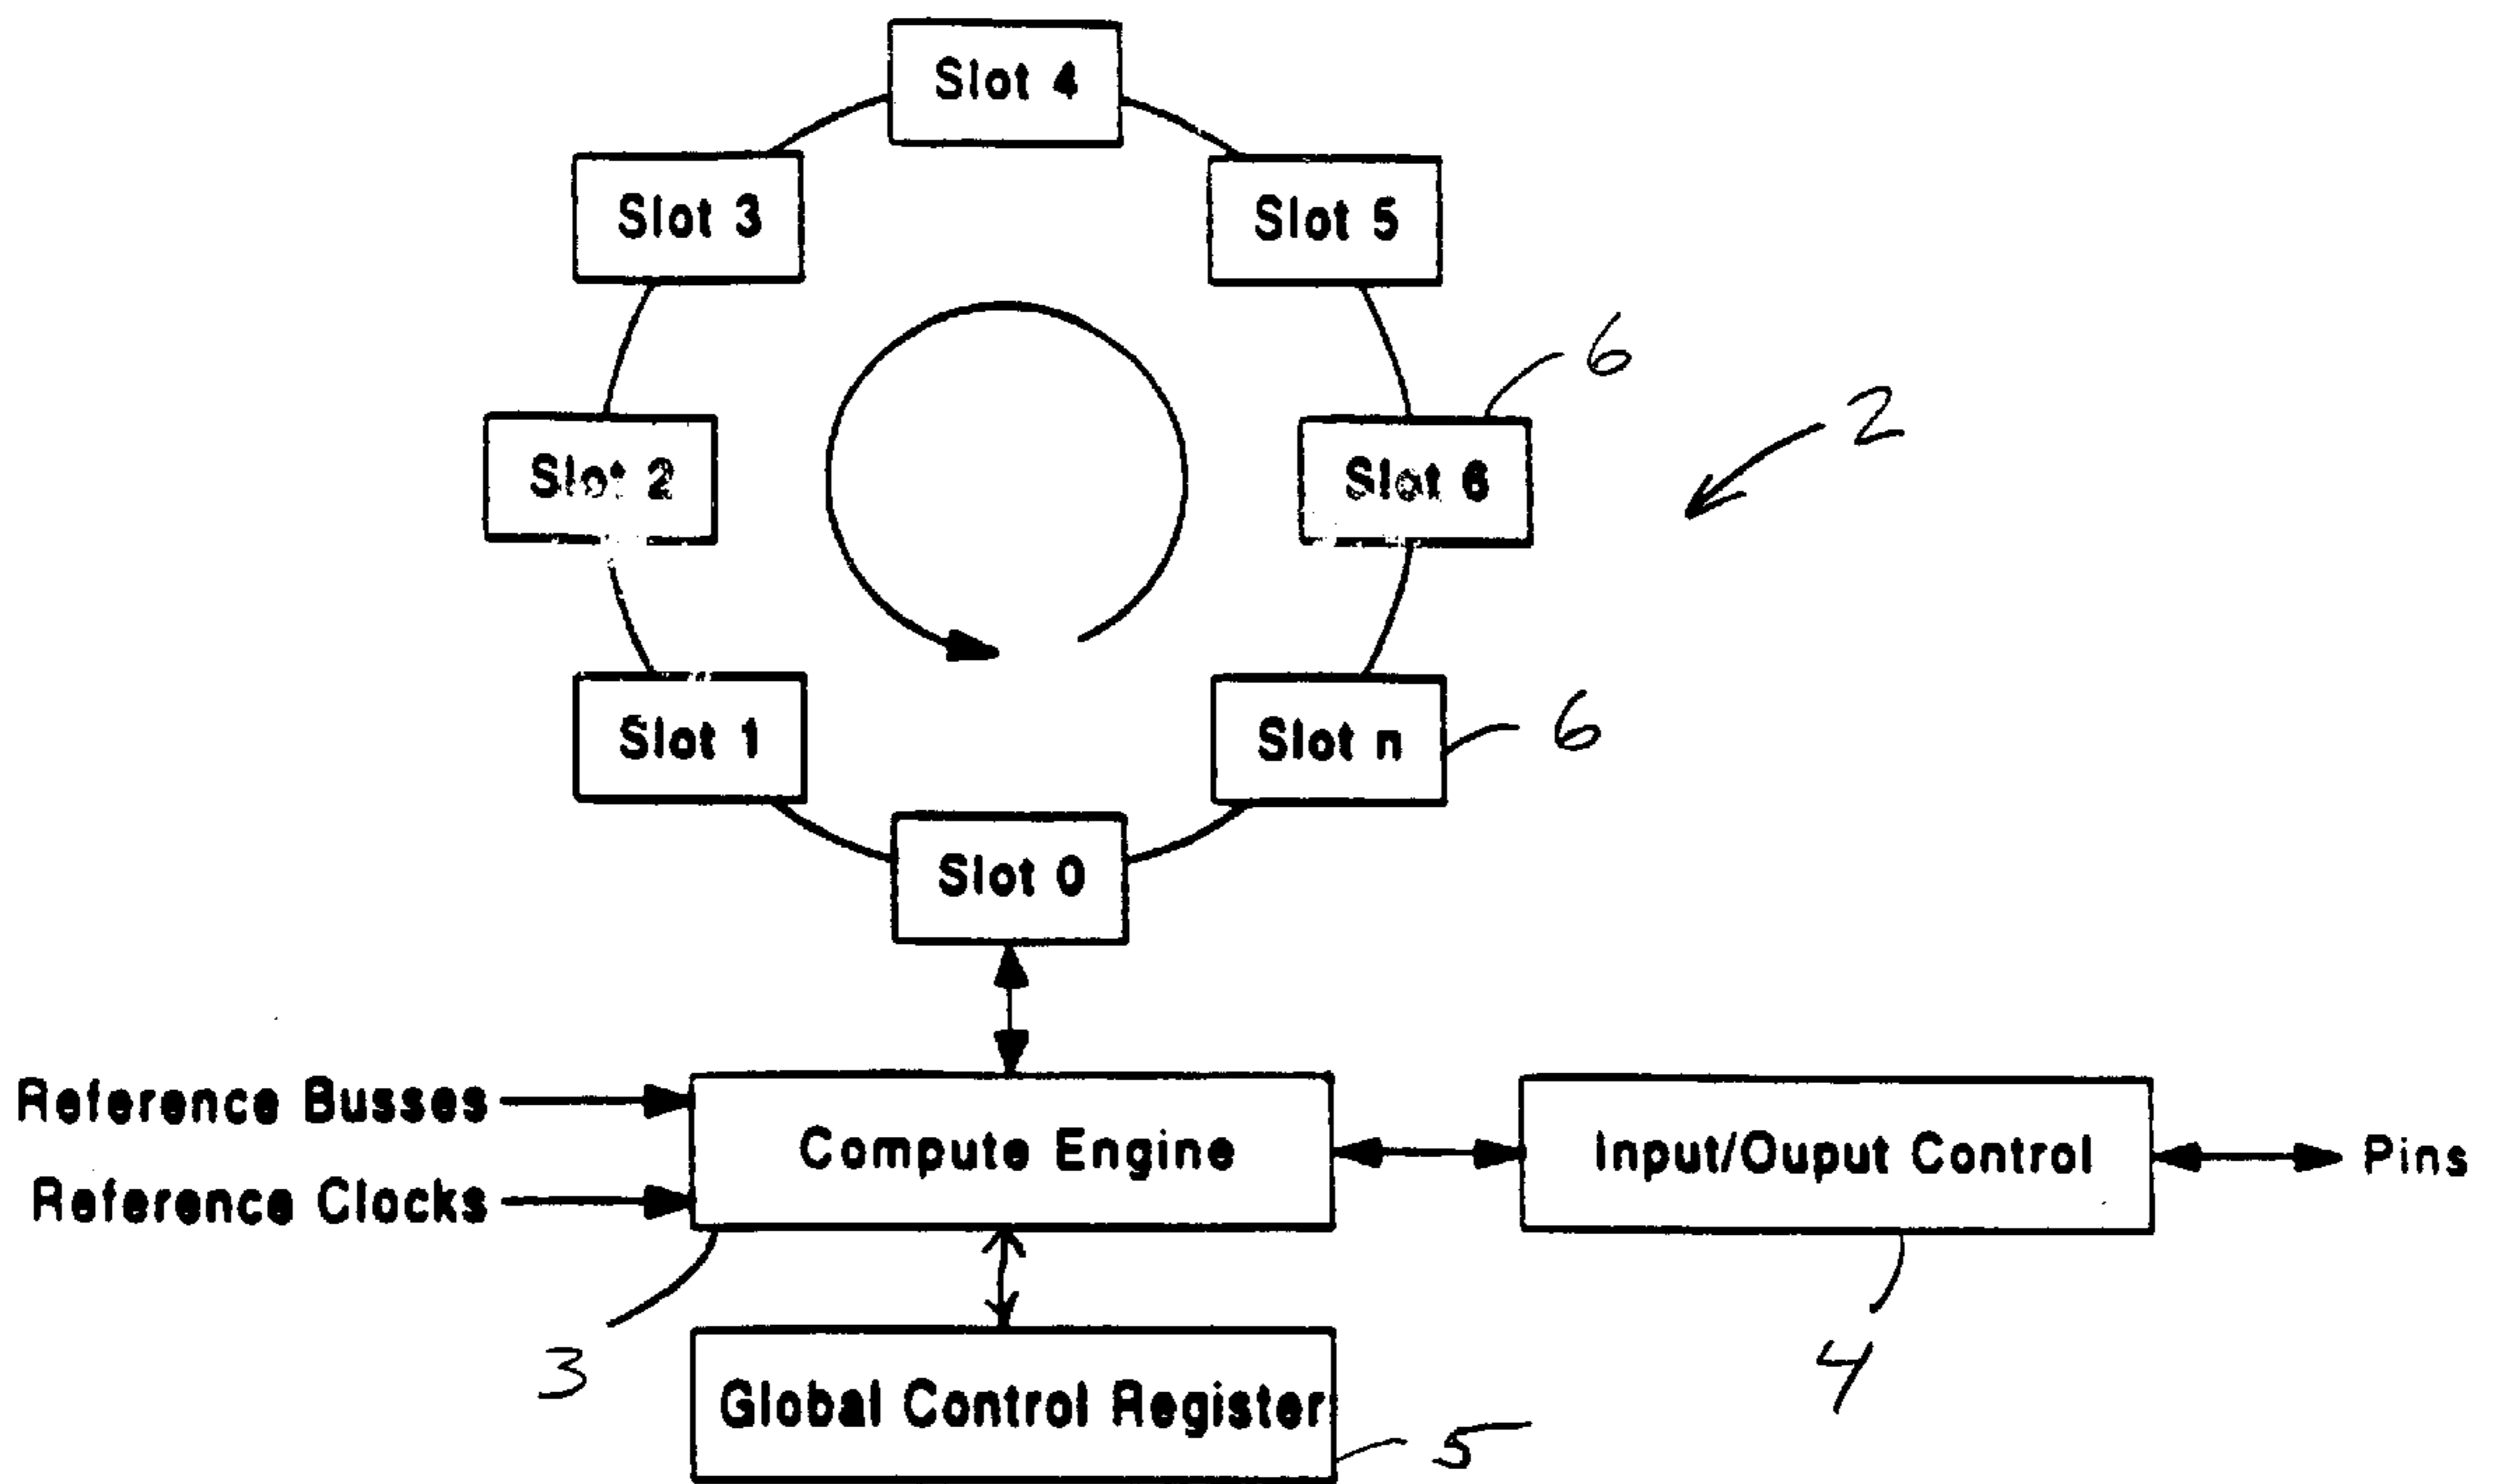 Slot 4
Slot 3
Slot 5
6
2
Slot 2
Slot 6
Slot 1
Slot n
6
Slot 0
Reference Busses
Compute Engine
Input/Ouput Control
Pins
Reference Clocks
3
4
Global Control Register
5